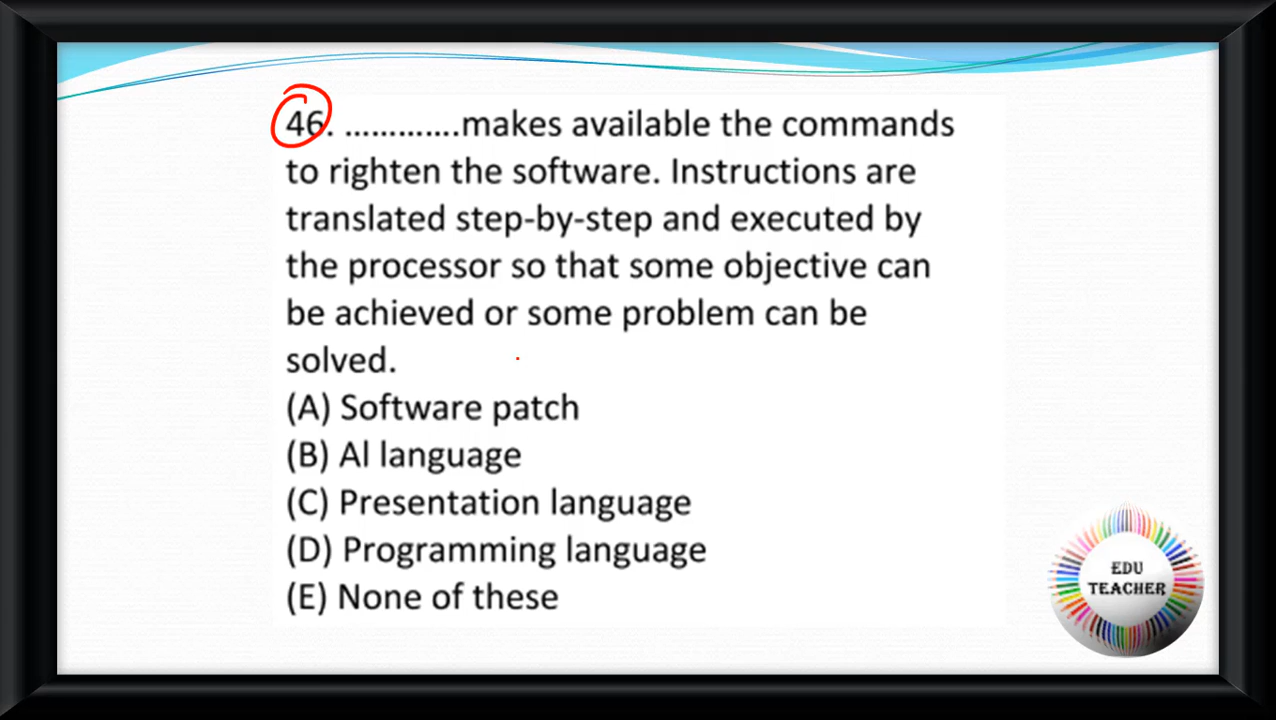 46. .............makes available the commands
to righten the software. Instructions are
translated step-by-step and executed by
the processor so that some objective can
be achieved or some problem can be
solved.
(A) Software patch
(B) Al language
(C) Presentation language
(D) Programming language
(E) None of these
EDU
TEACHER